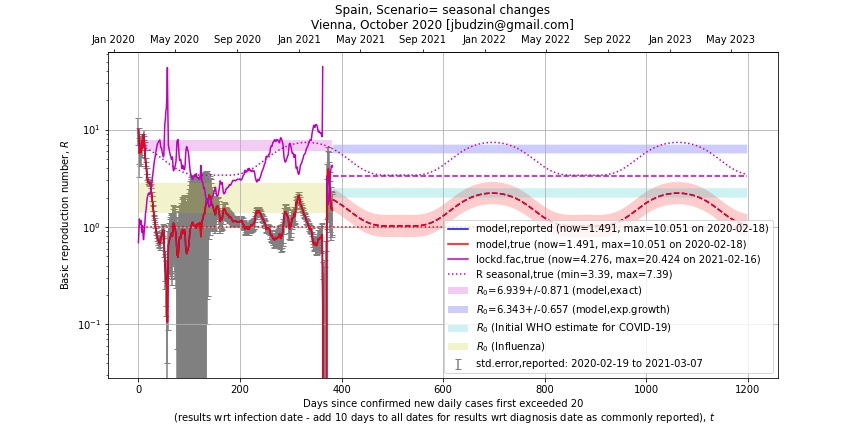 Spain, Scenario= seasonal changes
Vienna, October 2020 [jbudzin@gmail.com]
Jan 2020 May 2020 Sep 2020 Jan 2021 May 2021 Sep 2021 Jan 2022 May 2022 Sep 2022 Jan 2023 May 2023
Basic reproduction number, R
10¹
10⁰
10⁻¹
model,reported (now=1.491, max=10.051 on 2020-02-18)
model,true (now=1.491, max=10.051 on 2020-02-18)
lockd.fac,true (now=4.276, max=20.424 on 2021-02-16)
R seasonal,true (min=3.39, max=7.39)
R₀=6.939+/-0.871 (model,exact)
R₀=6.343+/-0.657 (model,exp.growth)
R₀ (Initial WHO estimate for COVID-19)
R₀ (Influenza)
std.error,reported: 2020-02-19 to 2021-03-07
0 200 400 600 800 1000 1200
Days since confirmed new daily cases first exceeded 20
(results wrt infection date - add 10 days to all dates for results wrt diagnosis date as commonly reported), t